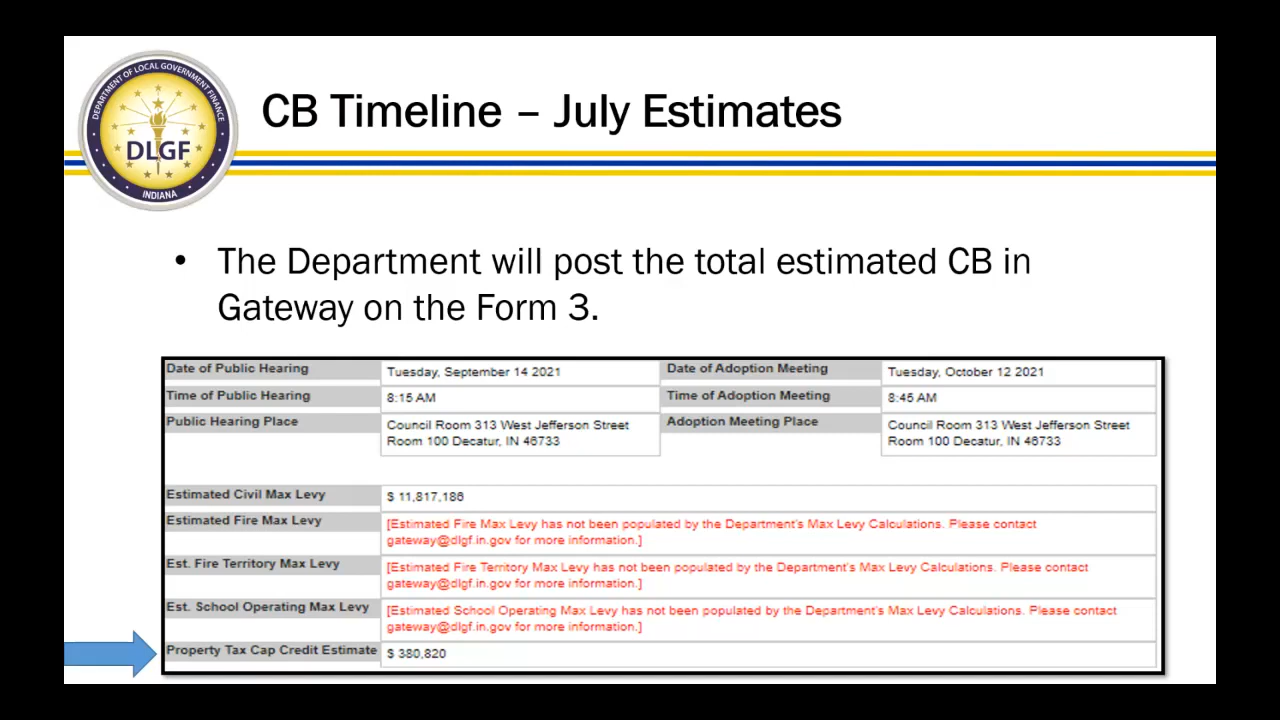 DEPARTMENT OF LOCAL GOVERNMENT FINANCE
DLGF
INDIANA
CB Timeline – July Estimates
• The Department will post the total estimated CB in
Gateway on the Form 3.
Date of Public Hearing Tuesday, September 14 2021 Date of Adoption Meeting Tuesday, October 12 2021
Time of Public Hearing 8:15 AM Time of Adoption Meeting 8:45 AM
Public Hearing Place Council Room 313 West Jefferson Street Adoption Meeting Place Council Room 313 West Jefferson Street
Room 100 Decatur, IN 46733 Room 100 Decatur, IN 46733
Estimated Civil Max Levy $ 11,817,186
Estimated Fire Max Levy [Estimated Fire Max Levy has not been populated by the Department's Max Levy Calculations. Please contact
gateway@dlgf.in.gov for more information.]
Est. Fire Territory Max Levy [Estimated Fire Territory Max Levy has not been populated by the Department's Max Levy Calculations. Please contact
gateway@dlgf.in.gov for more information.]
Est. School Operating Max Levy [Estimated School Operating Max Levy has not been populated by the Department's Max Levy Calculations. Please contact
gateway@dlgf.in.gov for more information.]
Property Tax Cap Credit Estimate $ 380,820